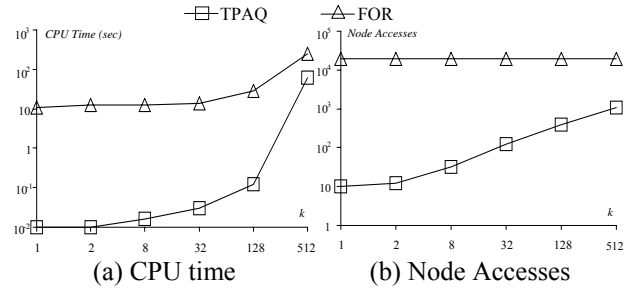 TPAQ FOR
CPU Time (sec)
10³
10²
10
1
10⁻¹
10⁻²
k
1 2 8 32 128 512
(a) CPU time
Node Accesses
10⁵
10⁴
10³
10²
10
1
k
1 2 8 32 128 512
(b) Node Accesses